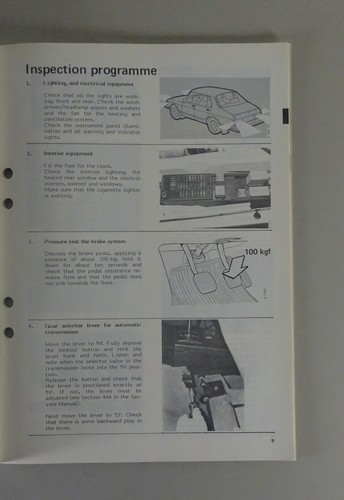 Inspection programme
1. Lighting, and electrical equipment
Check that all the lights are work-
ing, front and rear. Check the wind-
screen/headlamp wipers and washers
and the fan for the heating and
ventilation system.
Check the instrument panel illumi-
nation and all warning and indicator
lights.
2. Interior equipment
Fit the fuse for the clock.
Check the interior lighting, the
heated rear window and the electric
mirrors, sunroof and windows.
Make sure that the cigarette lighter
is working.
3. Pressure test the brake system
Depress the brake pedal, applying a
pressure of about 100 kg, hold it
down for about ten seconds and
check that the pedal resistance re-
mains firm and that the pedal does
not sink towards the floor.
100 kgf
4. Gear selector lever for automatic
transmission
Move the lever to
Fully depress
the lockout button and rock the
lever back and forth. Listen and
note when the selector valve in the
transmission clicks into the
posi-
tion.
Release the button and check that
the lever is positioned exactly at
If not, the lever must be
adjusted (see Section 444 in the Ser-
vice Manual).
Next move the lever to
Check
that there is some backward play in
the lever.
9